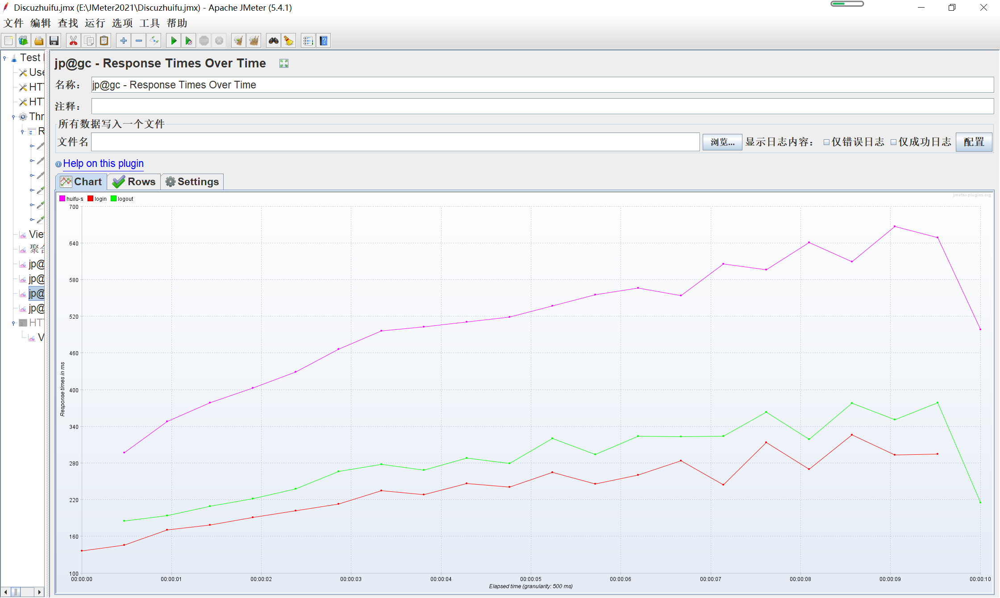 Discuzhuifu.jmx (E:\JMeter2021\Discuzhuifu.jmx) - Apache JMeter (5.4.1)
文件 编辑 查找 运行 选项 工具 帮助
Test
Use
HTT
HTT
Thr
R
Vie
聚合
jp@
jp@
jp@
jp@
HTT
V
jp@gc - Response Times Over Time
名称： jp@gc - Response Times Over Time
注释：
所有数据写入一个文件
文件名 浏览... 显示日志内容： 仅错误日志 仅成功日志 配置
Help on this plugin
Chart Rows Settings
huifu-s login logout
jmeter-plugins.org
700
640
580
520
460
400
340
280
220
160
100
Response times in ms
00:00:00 00:00:01 00:00:02 00:00:03 00:00:04 00:00:05 00:00:06 00:00:07 00:00:08 00:00:09 00:00:10
Elapsed time (granularity: 500 ms)